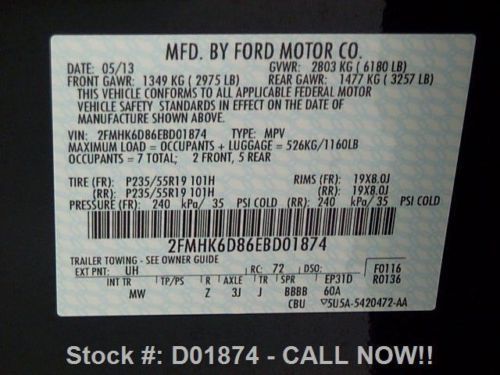 MFD. BY FORD MOTOR CO.
DATE: 05/13 GVWR: 2803 KG ( 6180 LB)
FRONT GAWR: 1349 KG ( 2975 LB) REAR GAWR: 1477 KG ( 3257 LB)
THIS VEHICLE CONFORMS TO ALL APPLICABLE FEDERAL MOTOR
VEHICLE SAFETY STANDARDS IN EFFECT ON THE DATE OF
MANUFACTURE SHOWN ABOVE.
VIN: 2FMHK6D86EBD01874 TYPE: MPV
MAXIMUM LOAD = OCCUPANTS + LUGGAGE = 526KG/1160LB
OCCUPANTS = 7 TOTAL; 2 FRONT, 5 REAR
TIRE (FR): P235/55R19 101H RIMS (FR): 19X8.0J
(RR): P235/55R19 101H (RR): 19X8.0J
PRESSURE (FR): 240 kPa/ 35 PSI COLD (RR): 240 kPa/ 35 PSI COLD
2FMHK6D86EBD01874
TRAILER TOWING - SEE OWNER GUIDE
EXT PNT: UH RC: 72 DSO: F0116
R0136
INT TR TP/PS R AXLE TR SPR EP31D
MW Z 3J J BBBB 60A
CBU 5U5A-5420472-AA
Stock #: D01874 - CALL NOW!!